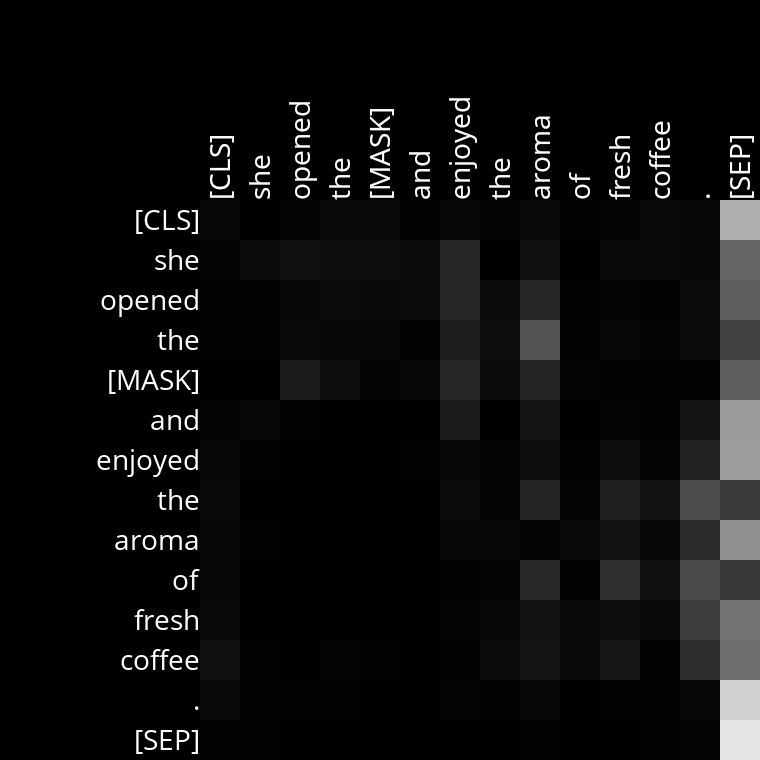 [CLS] she opened the [MASK] and enjoyed the aroma of fresh coffee . [SEP]
[CLS]
she
opened
the
[MASK]
and
enjoyed
the
aroma
of
fresh
coffee
.
[SEP]